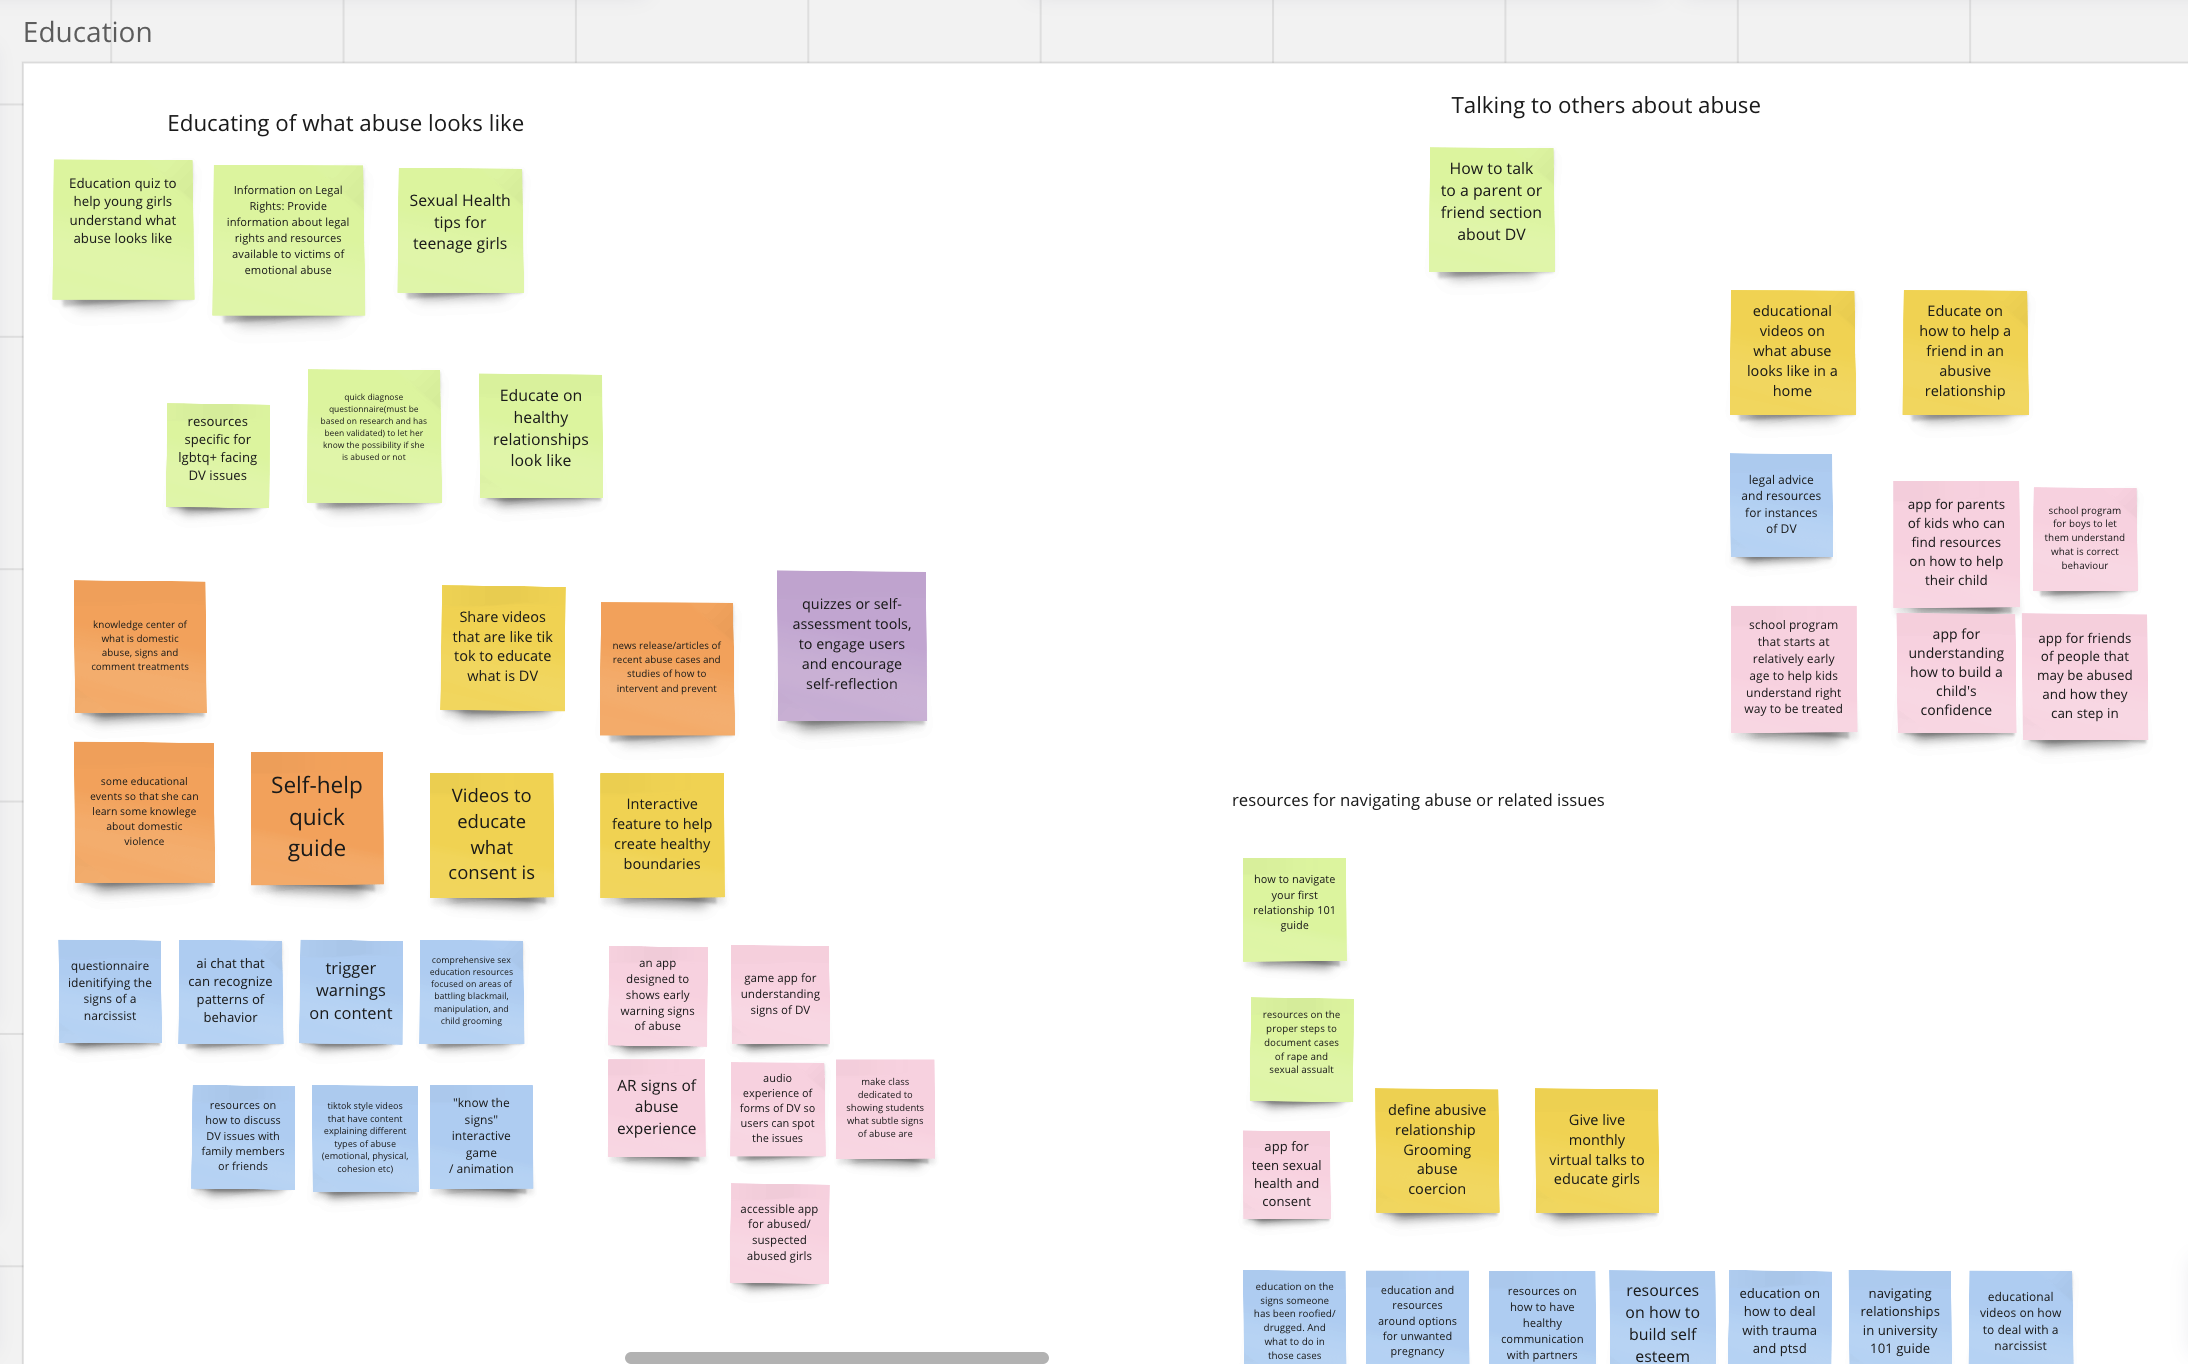 Education
Educating of what abuse looks like
Education quiz to
help young girls
understand what
abuse looks like
Information on Legal
Rights: Provide
information about legal
rights and resources
available to victims of
emotional abuse
Sexual Health
tips for
teenage girls
resources
specific for
lgbtq+ facing
DV issues
quick diagnose
questionnaire(must be
based on research and has
been validated) to let her
know the possibility if she
is abused or not
Educate on
healthy
relationships
look like
knowledge center of
what is domestic
abuse, signs and
comment treatments
Share videos
that are like tik
tok to educate
what is DV
news release/articles of
recent abuse cases and
studies of how to
intervent and prevent
quizzes or self-
assessment tools,
to engage users
and encourage
self-reflection
some educational
events so that she can
learn some knowlege
about domestic
violence
Self-help
quick
guide
Videos to
educate
what
consent is
Interactive
feature to help
create healthy
boundaries
questionnaire
idenitifying the
signs of a
narcissist
ai chat that
can recognize
patterns of
behavior
trigger
warnings
on content
comprehensive sex
education resources
focused on areas of
battling blackmail,
manipulation, and
child grooming
an app
designed to
shows early
warning signs
of abuse
game app for
understanding
signs of DV
resources on
how to discuss
DV issues with
family members
or friends
tiktok style videos
that have content
explaining different
types of abuse
(emotional, physical,
cohesion etc)
"know the
signs"
interactive
game
/ animation
AR signs of
abuse
experience
audio
experience of
forms of DV so
users can spot
the issues
make class
dedicated to
showing students
what subtle signs
of abuse are
accessible app
for abused/
suspected
abused girls
Talking to others about abuse
How to talk
to a parent or
friend section
about DV
educational
videos on
what abuse
looks like in a
home
Educate on
how to help a
friend in an
abusive
relationship
legal advice
and resources
for instances
of DV
app for parents
of kids who can
find resources
on how to help
their child
school program
for boys to let
them understand
what is correct
behaviour
school program
that starts at
relatively early
age to help kids
understand right
way to be treated
app for
understanding
how to build a
child's
confidence
app for friends
of people that
may be abused
and how they
can step in
resources for navigating abuse or related issues
how to navigate
your first
relationship 101
guide
resources on the
proper steps to
document cases
of rape and
sexual assualt
app for
teen sexual
health and
consent
define abusive
relationship
Grooming
abuse
coercion
Give live
monthly
virtual talks to
educate girls
education on the
signs someone
has been roofied/
drugged. And
what to do in
those cases
education and
resources
around options
for unwanted
pregnancy
resources on
how to have
healthy
communication
with partners
resources
on how to
build self
esteem
education on
how to deal
with trauma
and ptsd
navigating
relationships
in university
101 guide
educational
videos on how
to deal with a
narcissist